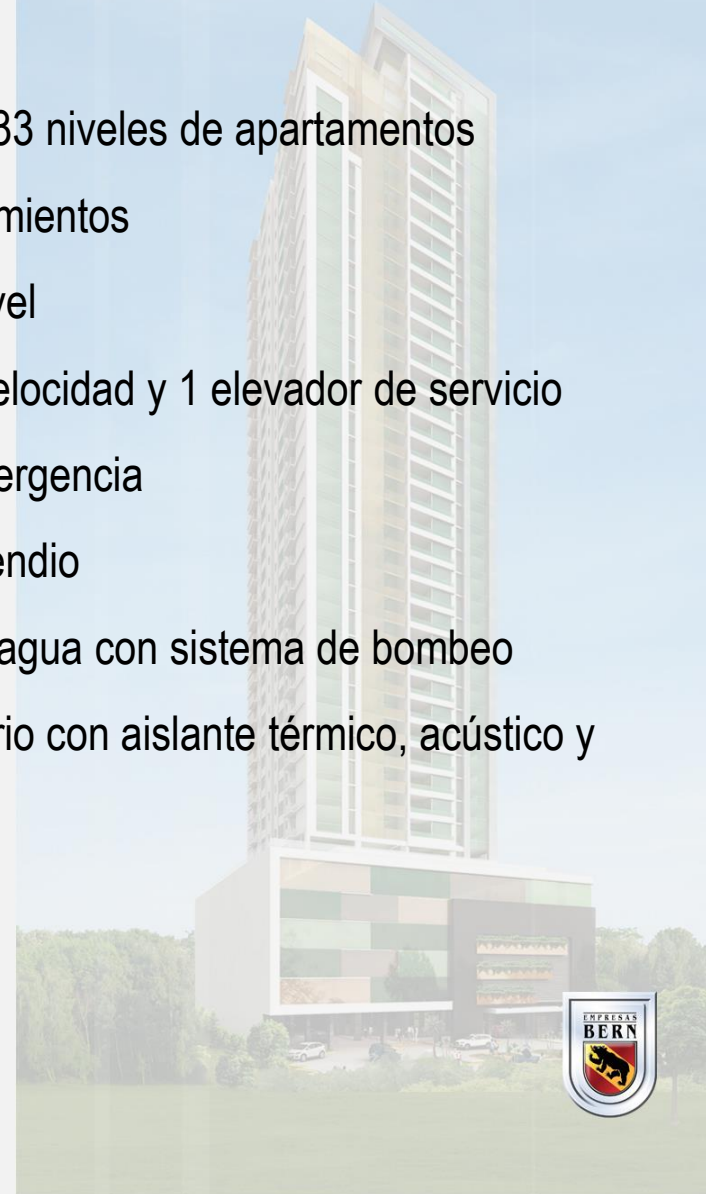 33 niveles de apartamentos
mientos
vel
elocidad y 1 elevador de servicio
ergencia
endio
agua con sistema de bombeo
rio con aislante térmico, acústico y
EMPRESAS
BERN